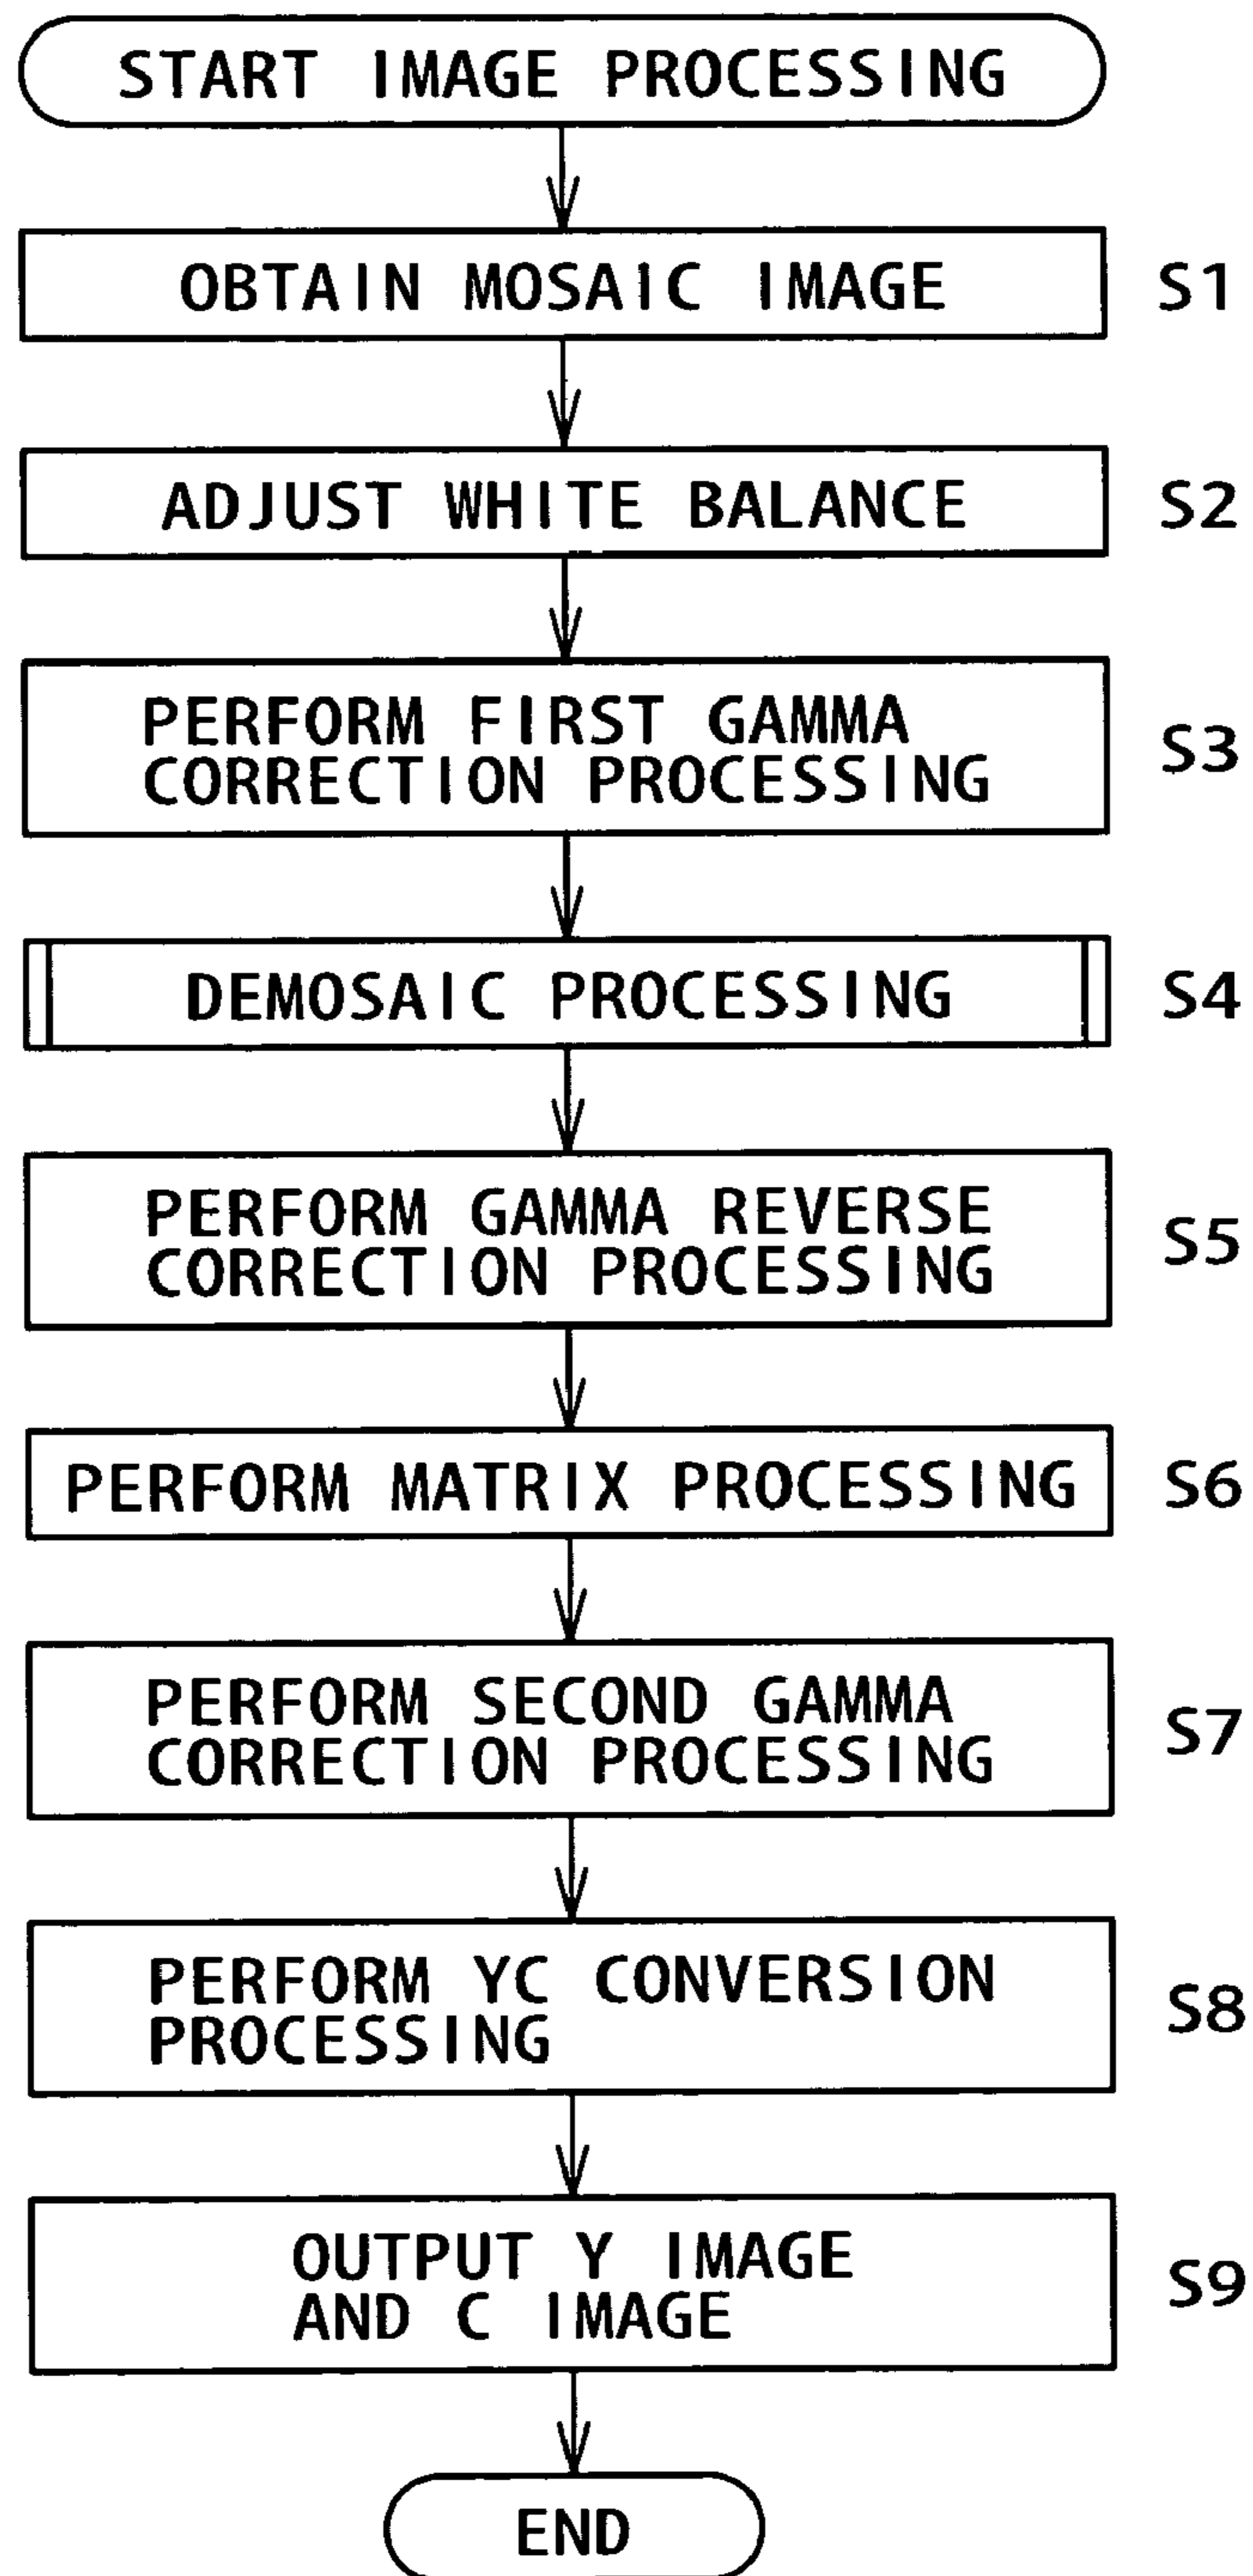 START IMAGE PROCESSING
OBTAIN MOSAIC IMAGE S1
ADJUST WHITE BALANCE S2
PERFORM FIRST GAMMA
CORRECTION PROCESSING
S3
DEMOSAIC PROCESSING S4
PERFORM GAMMA REVERSE
CORRECTION PROCESSING
S5
PERFORM MATRIX PROCESSING S6
PERFORM SECOND GAMMA
CORRECTION PROCESSING
S7
PERFORM YC CONVERSION
PROCESSING
S8
OUTPUT Y IMAGE
AND C IMAGE
S9
END